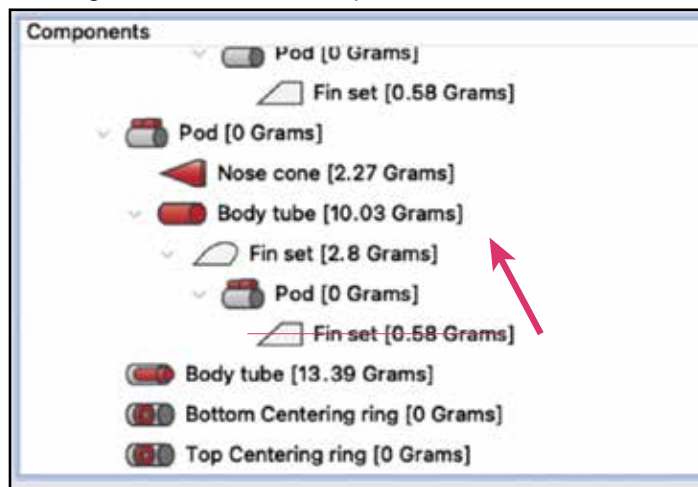 Components
Pod [0 Grams]
Fin set [0.58 Grams]
Pod [0 Grams]
Nose cone [2.27 Grams]
Body tube [10.03 Grams]
Fin set [2.8 Grams]
Pod [0 Grams]
Fin set [0.58 Grams]
Body tube [13.39 Grams]
Bottom Centering ring [0 Grams]
Top Centering ring [0 Grams]